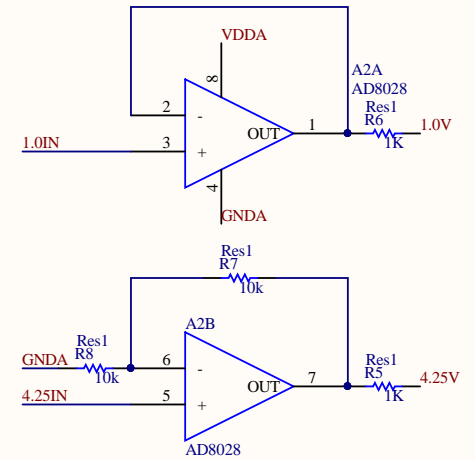 VDDA
8
A2A
AD8028
2
-
Res1
R6
OUT
1
1.0V
1K
1.0IN
3
+
4
GNDA
Res1
R7
10k
A2B
Res1
R8
GNDA
10k
6
-
Res1
R5
OUT
7
4.25V
1K
4.25IN
5
+
AD8028